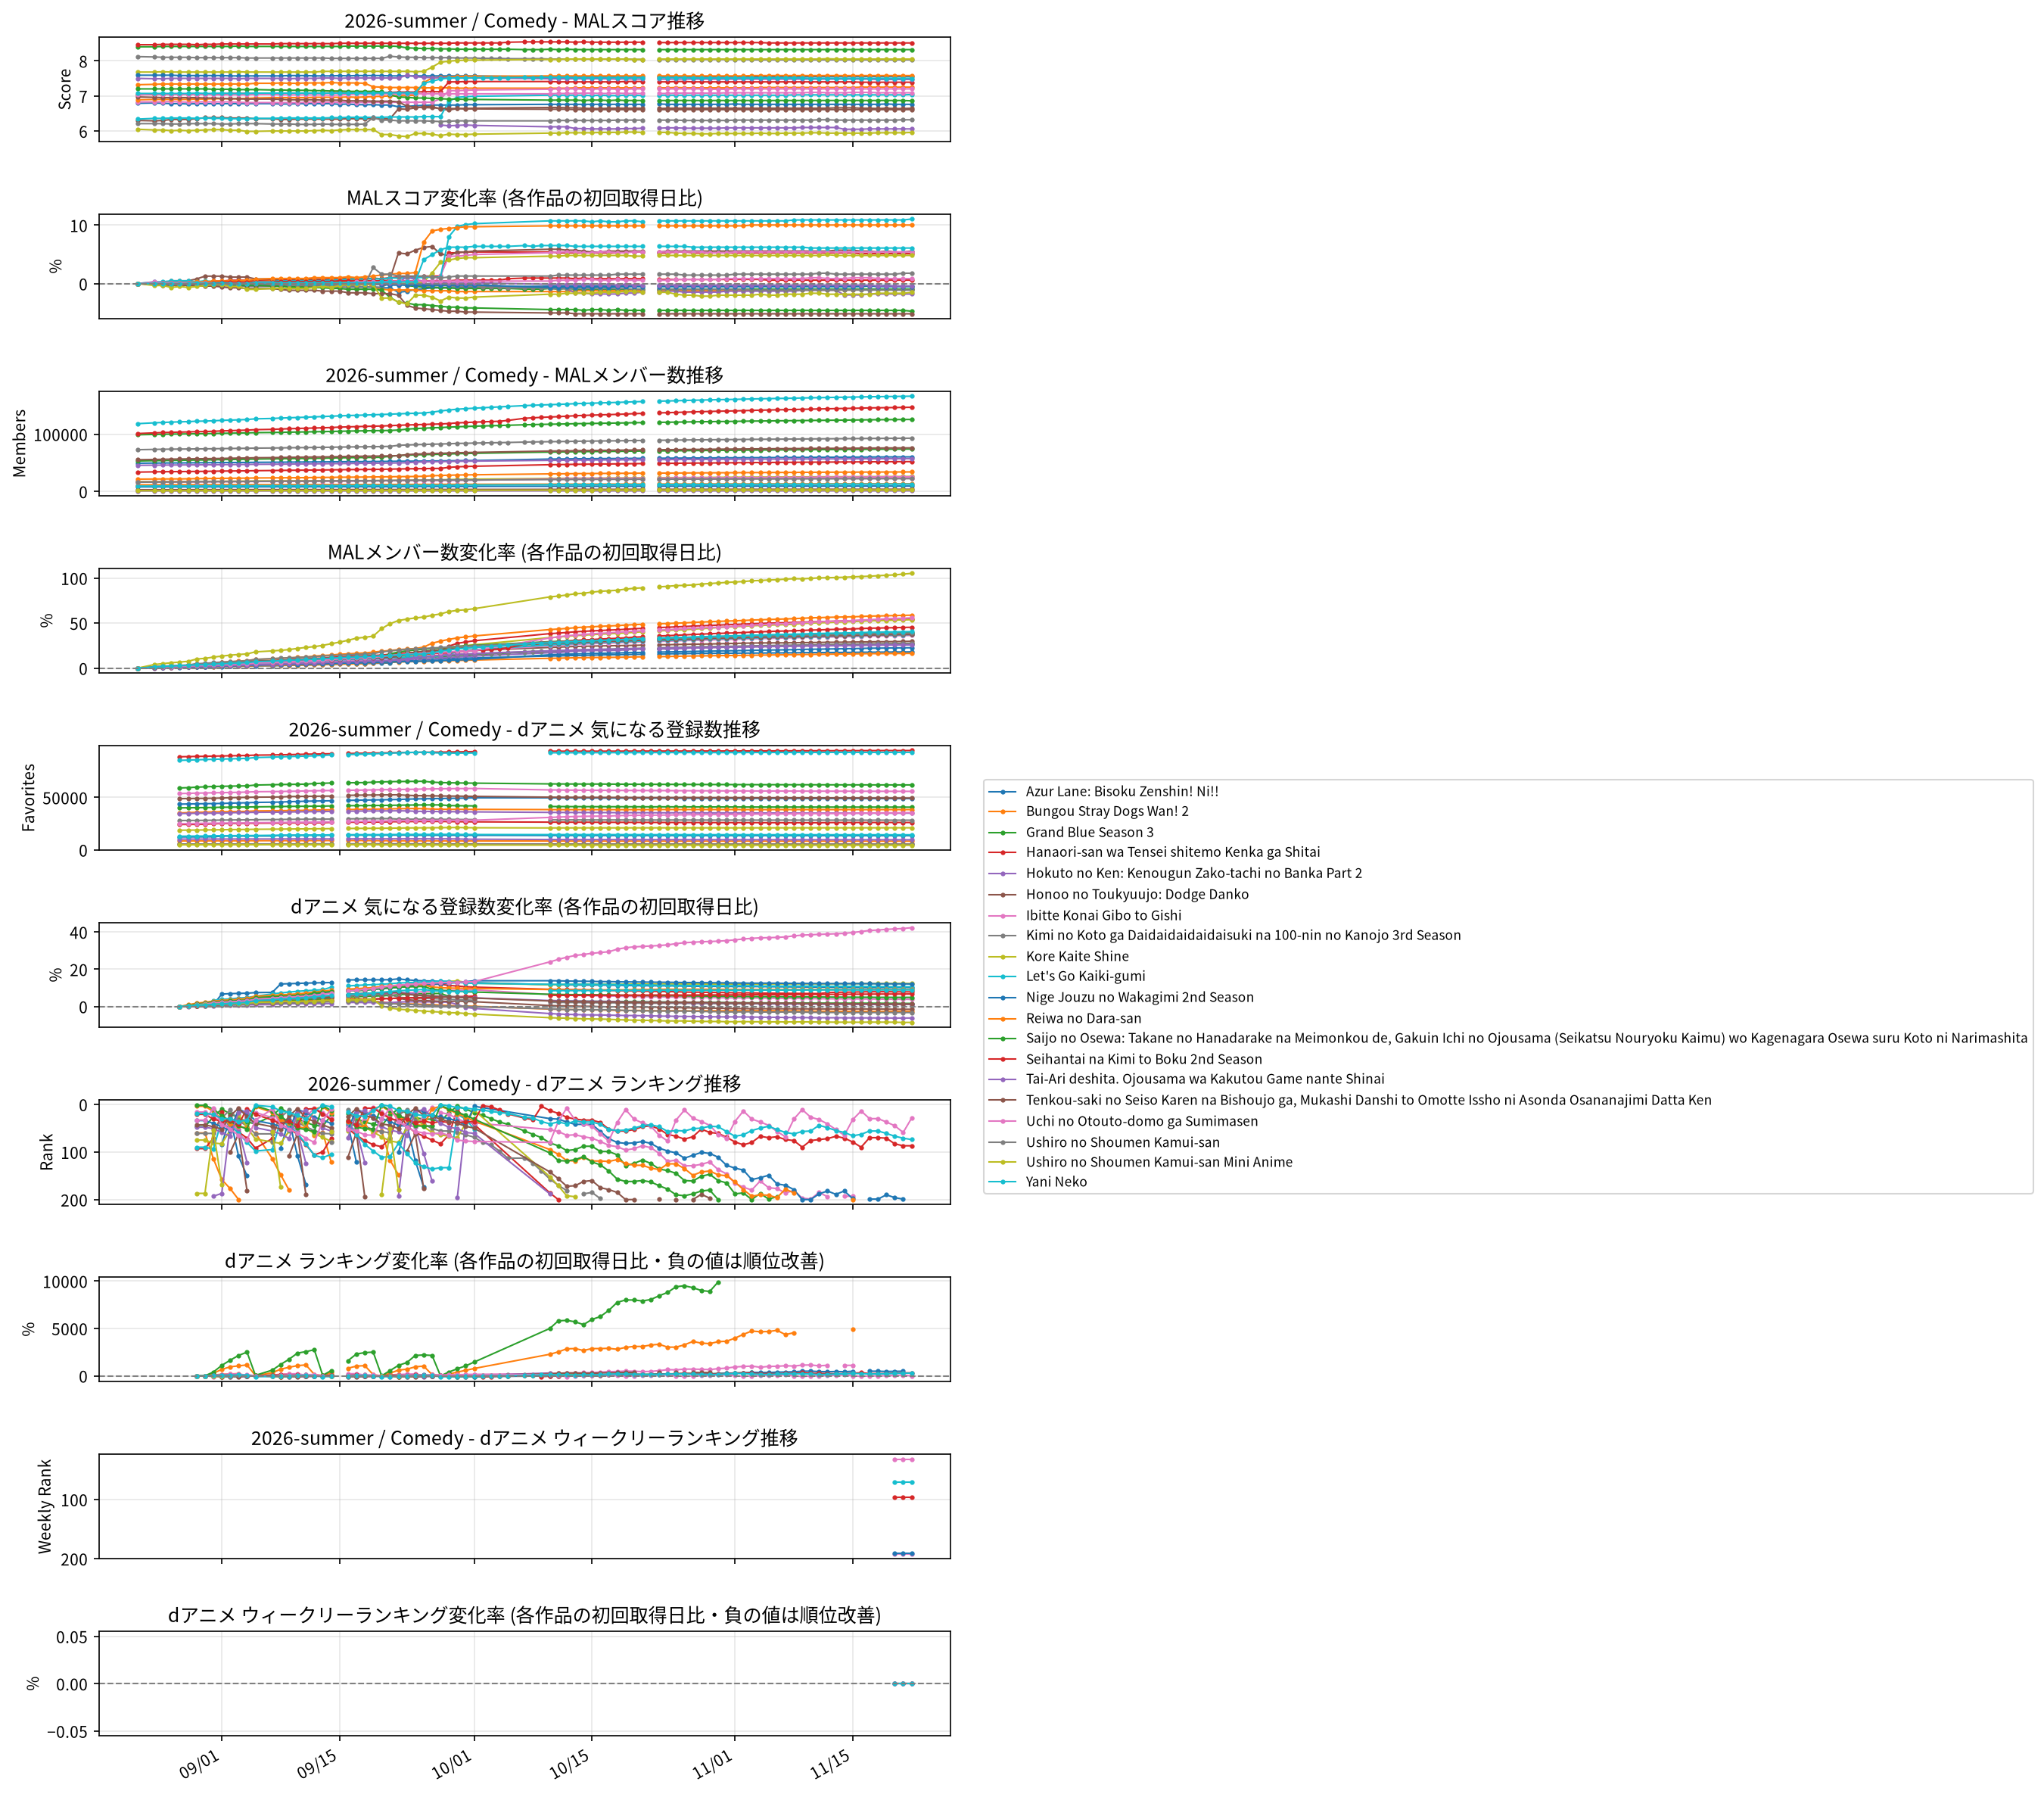 2026-summer / Comedy - MALスコア推移
Score
8
7
6
MALスコア変化率 (各作品の初回取得日比)
%
10
0
2026-summer / Comedy - MALメンバー数推移
Members
100000
0
MALメンバー数変化率 (各作品の初回取得日比)
%
100
50
0
2026-summer / Comedy - dアニメ 気になる登録数推移
Favorites
50000
0
dアニメ 気になる登録数変化率 (各作品の初回取得日比)
%
40
20
0
2026-summer / Comedy - dアニメ ランキング推移
Rank
0
100
200
dアニメ ランキング変化率 (各作品の初回取得日比・負の値は順位改善)
%
10000
5000
0
2026-summer / Comedy - dアニメ ウィークリーランキング推移
Weekly Rank
100
200
dアニメ ウィークリーランキング変化率 (各作品の初回取得日比・負の値は順位改善)
%
0.05
0.00
−0.05
09/01
09/15
10/01
10/15
11/01
11/15
Azur Lane: Bisoku Zenshin! Ni!!
Bungou Stray Dogs Wan! 2
Grand Blue Season 3
Hanaori-san wa Tensei shitemo Kenka ga Shitai
Hokuto no Ken: Kenougun Zako-tachi no Banka Part 2
Honoo no Toukyuujo: Dodge Danko
Ibitte Konai Gibo to Gishi
Kimi no Koto ga Daidaidaidaidaisuki na 100-nin no Kanojo 3rd Season
Kore Kaite Shine
Let's Go Kaiki-gumi
Nige Jouzu no Wakagimi 2nd Season
Reiwa no Dara-san
Saijo no Osewa: Takane no Hanadarake na Meimonkou de, Gakuin Ichi no Ojousama (Seikatsu Nouryoku Kaimu) wo Kagenagara Osewa suru Koto ni Narimashita
Seihantai na Kimi to Boku 2nd Season
Tai-Ari deshita. Ojousama wa Kakutou Game nante Shinai
Tenkou-saki no Seiso Karen na Bishoujo ga, Mukashi Danshi to Omotte Issho ni Asonda Osananajimi Datta Ken
Uchi no Otouto-domo ga Sumimasen
Ushiro no Shoumen Kamui-san
Ushiro no Shoumen Kamui-san Mini Anime
Yani Neko